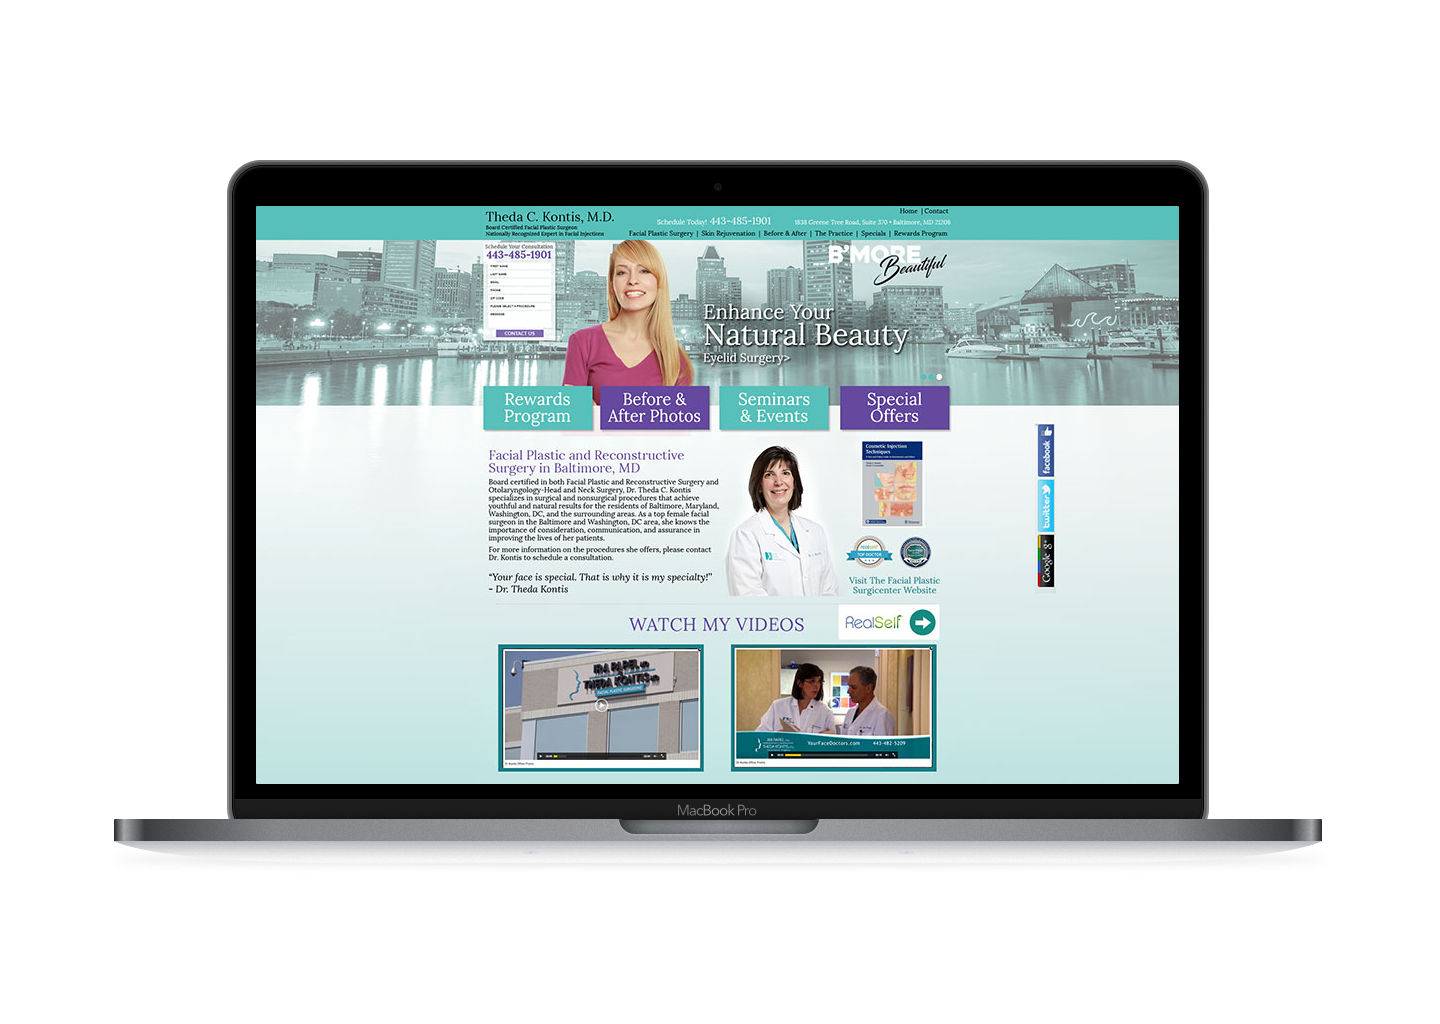 Home | Contact
Theda C. Kontis, M.D.
Board Certified Facial Plastic Surgeon
Nationally Recognized Expert in Facial Injections
Schedule Today! 443-485-1901
1838 Greene Tree Road, Suite 370 • Baltimore, MD 21208
Facial Plastic Surgery | Skin Rejuvenation | Before & After | The Practice | Specials | Rewards Program
Schedule Your Consultation
443-485-1901
FIRST NAME
LAST NAME
EMAIL
PHONE
ZIP CODE
PLEASE SELECT A PROCEDURE
MESSAGE
CONTACT US
B'MORE
Beautiful
Enhance Your
Natural Beauty
Eyelid Surgery>
Rewards
Program
Before &
After Photos
Seminars
& Events
Special
Offers
Facial Plastic and Reconstructive
Surgery in Baltimore, MD
Board certified in both Facial Plastic and Reconstructive Surgery and
Otolaryngology-Head and Neck Surgery, Dr. Theda C. Kontis
specializes in surgical and nonsurgical procedures that achieve
youthful and natural results for the residents of Baltimore, Maryland,
Washington, DC, and the surrounding areas. As a top female facial
surgeon in the Baltimore and Washington, DC area, she knows the
importance of consideration, communication, and assurance in
improving the lives of her patients.
For more information on the procedures she offers, please contact
Dr. Kontis to schedule a consultation.
"Your face is special. That is why it is my specialty!"
- Dr. Theda Kontis
Cosmetic Injection
Techniques
TOP DOCTOR
Visit The Facial Plastic
Surgicenter Website
facebook
twitter
Google g+
WATCH MY VIDEOS
RealSelf
IRA PAPEL MD
THEDA KONTIS MD
FACIAL PLASTIC SURGEONS
YourFaceDoctors.com 443-482-5209
MacBook Pro